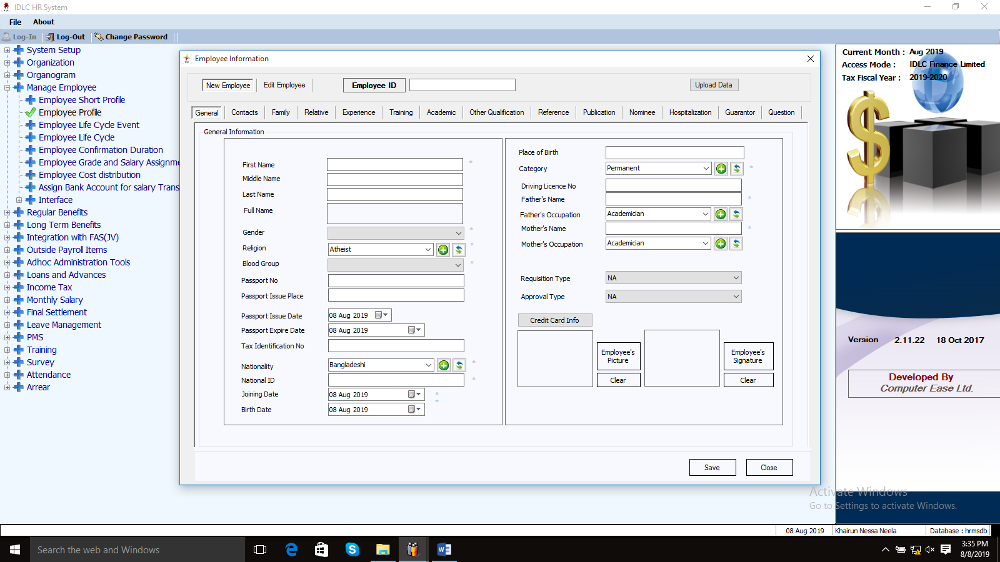 IDLC HR System
File About
Log-In Log-Out Change Password
System Setup
Organization
Organogram
Manage Employee
Employee Short Profile
Employee Profile
Employee Life Cycle Event
Employee Life Cycle
Employee Confirmation Duration
Employee Grade and Salary Assignme
Employee Cost distribution
Assign Bank Account for salary Trans
Interface
Regular Benefits
Long Term Benefits
Integration with FAS(JV)
Outside Payroll Items
Adhoc Administration Tools
Loans and Advances
Income Tax
Monthly Salary
Final Settlement
Leave Management
PMS
Training
Survey
Attendance
Arrear
Employee Information
New Employee Edit Employee Employee ID Upload Data
General Contacts Family Relative Experience Training Academic Other Qualification Reference Publication Nominee Hospitalization Guarantor Question
General Information
First Name *
Middle Name
Last Name
Full Name
Gender *
Religion Atheist *
Blood Group *
Passport No
Passport Issue Place
Passport Issue Date 08 Aug 2019
Passport Expire Date 08 Aug 2019
Tax Identification No
Nationality Bangladeshi *
National ID *
Joining Date 08 Aug 2019 *
*
Birth Date 08 Aug 2019
Place of Birth
Category Permanent *
Driving Licence No
Father's Name *
Father's Occupation Academician
Mother's Name *
Mother's Occupation Academician
Requisition Type NA
Approval Type NA
Credit Card Info
Employee's Picture
Clear
Employee's Signature
Clear
Save Close
Current Month : Aug 2019
Access Mode : IDLC Finance Limited
Tax Fiscal Year : 2019-2020
Version 2.11.22 18 Oct 2017
Developed By
Computer Ease Ltd.
Activate Windows
Go to Settings to activate Windows.
08 Aug 2019 Khairun Nessa Neela Database : hrmsdb
Search the web and Windows
3:35 PM
8/8/2019